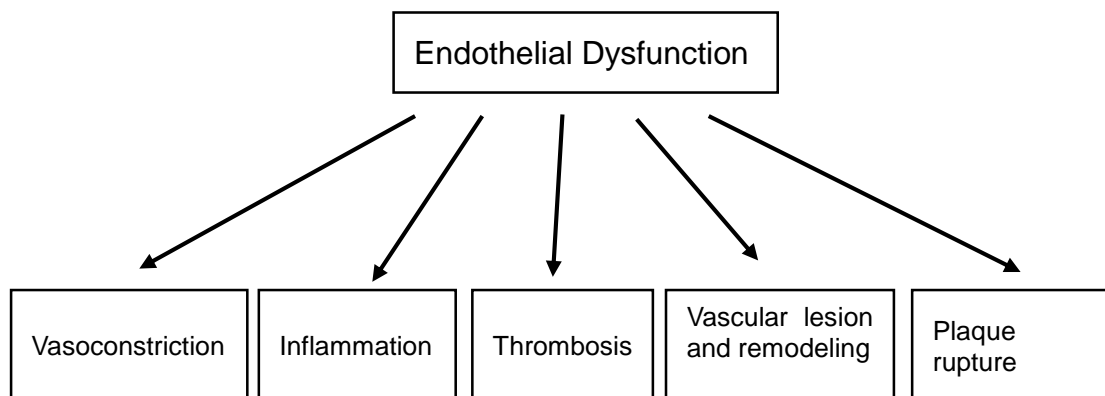 Endothelial Dysfunction
Vasoconstriction
Inflammation
Thrombosis
Vascular lesion
and remodeling
Plaque
rupture